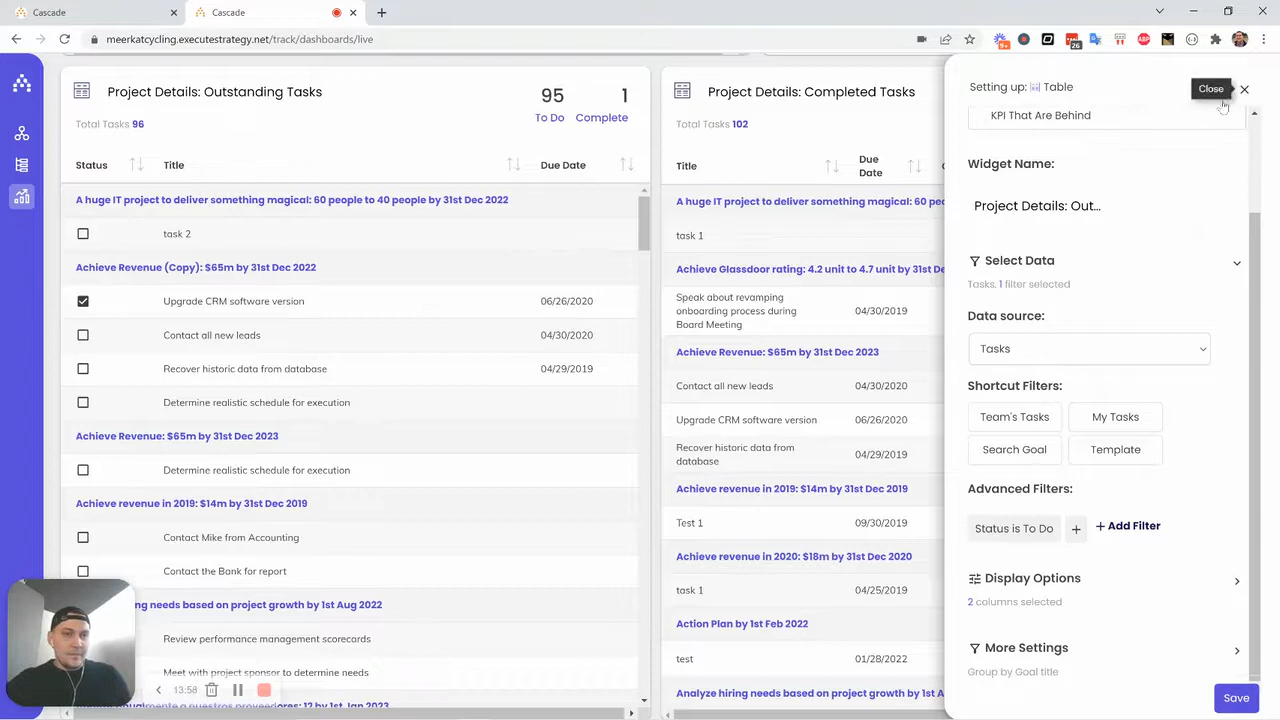 Cascade
Cascade
meerkatcycling.executestrategy.net/track/dashboards/live
9+
26
ABP
Project Details: Outstanding Tasks
95
To Do
1
Complete
Total Tasks 96
Status
Title
Due Date
A huge IT project to deliver something magical: 60 people to 40 people by 31st Dec 2022
task 2
Achieve Revenue (Copy): $65m by 31st Dec 2022
Upgrade CRM software version
06/26/2020
Contact all new leads
04/30/2020
Recover historic data from database
04/29/2019
Determine realistic schedule for execution
Achieve Revenue: $65m by 31st Dec 2023
Determine realistic schedule for execution
Achieve revenue in 2019: $14m by 31st Dec 2019
Contact Mike from Accounting
Contact the Bank for report
ng needs based on project growth by 1st Aug 2022
Review performance management scorecards
Meet with project sponsor to determine needs
a nuestros proveedores: 12 by 1st Jan 2023
13:58
Project Details: Completed Tasks
Total Tasks 102
Title
Due
Date
A huge IT project to deliver something magical: 60 peo
task 1
Achieve Glassdoor rating: 4.2 unit to 4.7 unit by 31st De
Speak about revamping
onboarding process during
Board Meeting
04/30/2019
Achieve Revenue: $65m by 31st Dec 2023
Contact all new leads
04/30/2020
Upgrade CRM software version
06/26/2020
Recover historic data from
database
04/29/2019
Achieve revenue in 2019: $14m by 31st Dec 2019
Test 1
09/30/2019
Achieve revenue in 2020: $18m by 31st Dec 2020
task 1
04/25/2019
Action Plan by 1st Feb 2022
test
01/28/2022
Analyze hiring needs based on project growth by 1st A
Setting up: Table
Close
KPI That Are Behind
Widget Name:
Project Details: Out...
Select Data
Tasks. 1 filter selected
Data source:
Tasks
Shortcut Filters:
Team's Tasks
My Tasks
Search Goal
Template
Advanced Filters:
Status is To Do
+
+ Add Filter
Display Options
2 columns selected
More Settings
Group by Goal title
Save